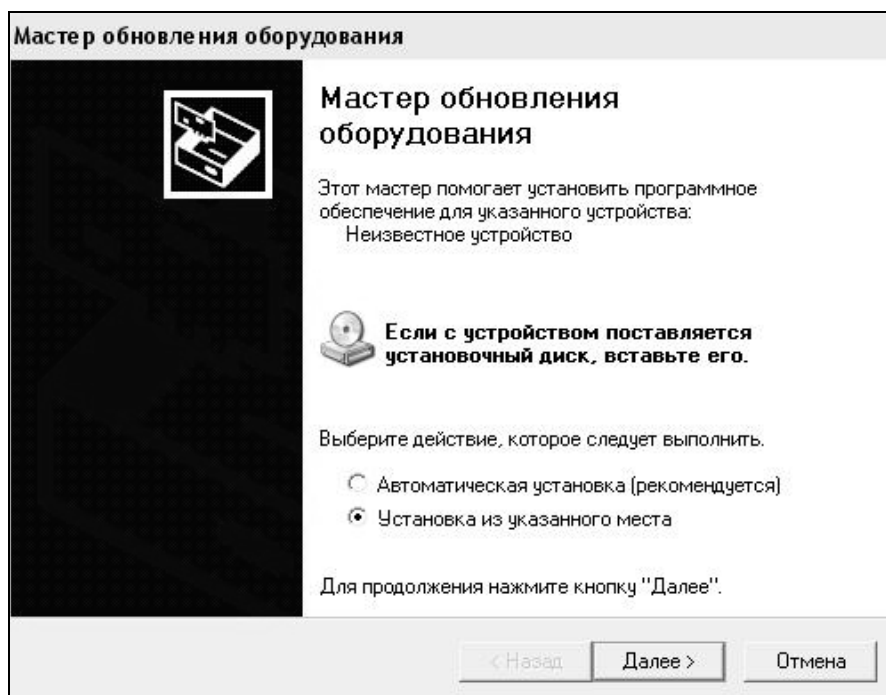 Мастер обновления оборудования
Мастер обновления
оборудования
Этот мастер помогает установить программное
обеспечение для указанного устройства:
Неизвестное устройство
Если с устройством поставляется
установочный диск, вставьте его.
Выберите действие, которое следует выполнить.
Автоматическая установка (рекомендуется)
Установка из указанного места
Для продолжения нажмите кнопку "Далее".
< Назад
Далее >
Отмена